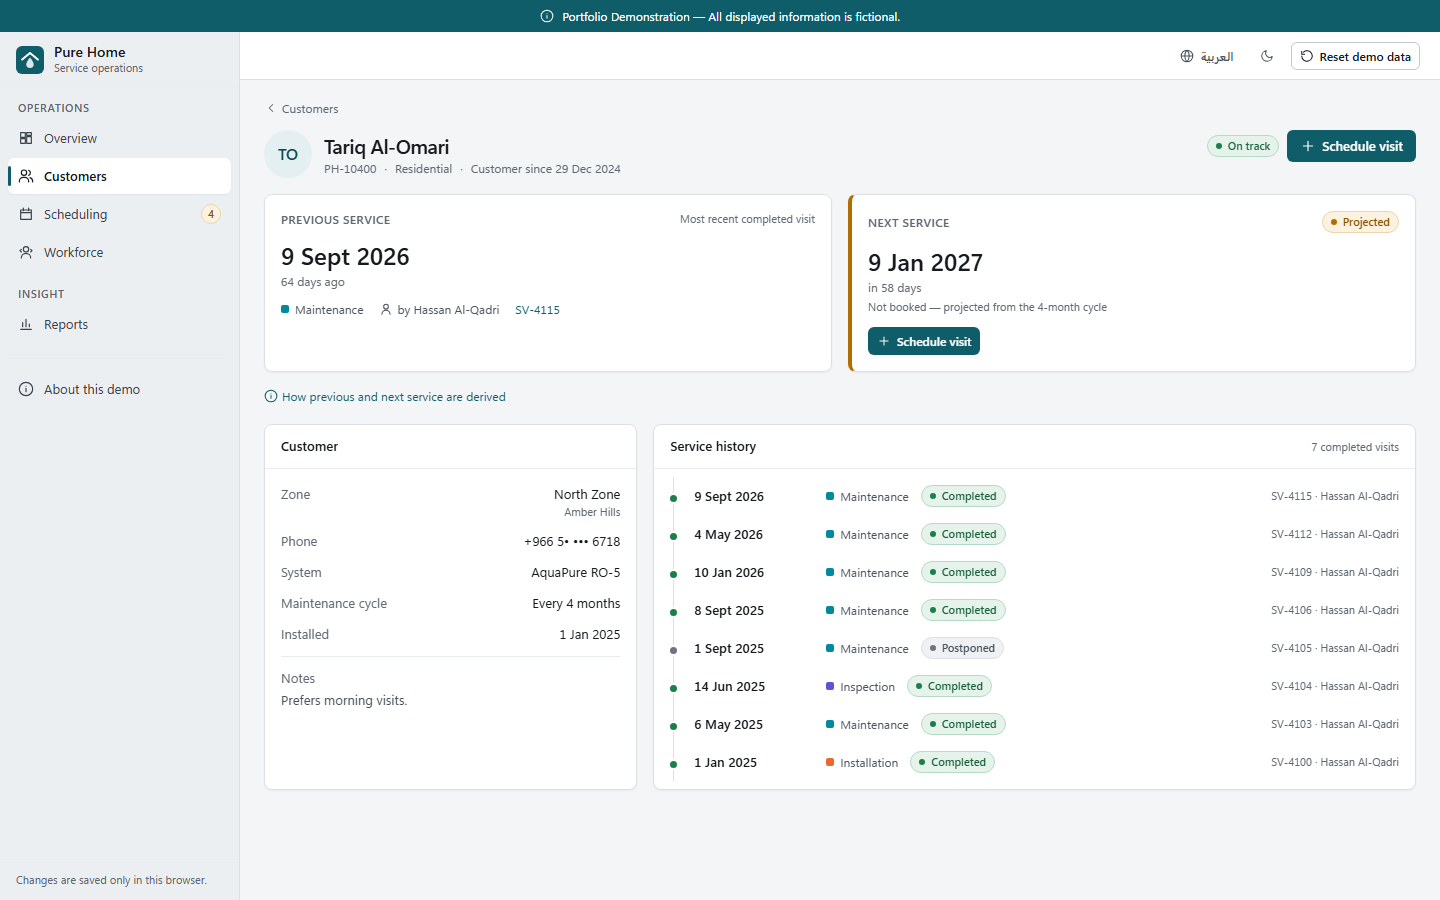 Portfolio Demonstration — All displayed information is fictional.
Pure Home
Service operations
العربية
Reset demo data
OPERATIONS
Overview
Customers
Scheduling 4
Workforce
INSIGHT
Reports
About this demo
Changes are saved only in this browser.
Customers
TO
Tariq Al-Omari
PH-10400 · Residential · Customer since 29 Dec 2024
On track
Schedule visit
PREVIOUS SERVICE
Most recent completed visit
9 Sept 2026
64 days ago
Maintenance by Hassan Al-Qadri SV-4115
NEXT SERVICE
Projected
9 Jan 2027
in 58 days
Not booked — projected from the 4-month cycle
Schedule visit
How previous and next service are derived
Customer
Zone North Zone
Amber Hills
Phone +966 5• ••• 6718
System AquaPure RO-5
Maintenance cycle Every 4 months
Installed 1 Jan 2025
Notes
Prefers morning visits.
Service history
7 completed visits
9 Sept 2026 Maintenance Completed SV-4115 · Hassan Al-Qadri
4 May 2026 Maintenance Completed SV-4112 · Hassan Al-Qadri
10 Jan 2026 Maintenance Completed SV-4109 · Hassan Al-Qadri
8 Sept 2025 Maintenance Completed SV-4106 · Hassan Al-Qadri
1 Sept 2025 Maintenance Postponed SV-4105 · Hassan Al-Qadri
14 Jun 2025 Inspection Completed SV-4104 · Hassan Al-Qadri
6 May 2025 Maintenance Completed SV-4103 · Hassan Al-Qadri
1 Jan 2025 Installation Completed SV-4100 · Hassan Al-Qadri